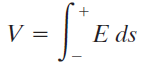 V = ∫₋⁺ E ds